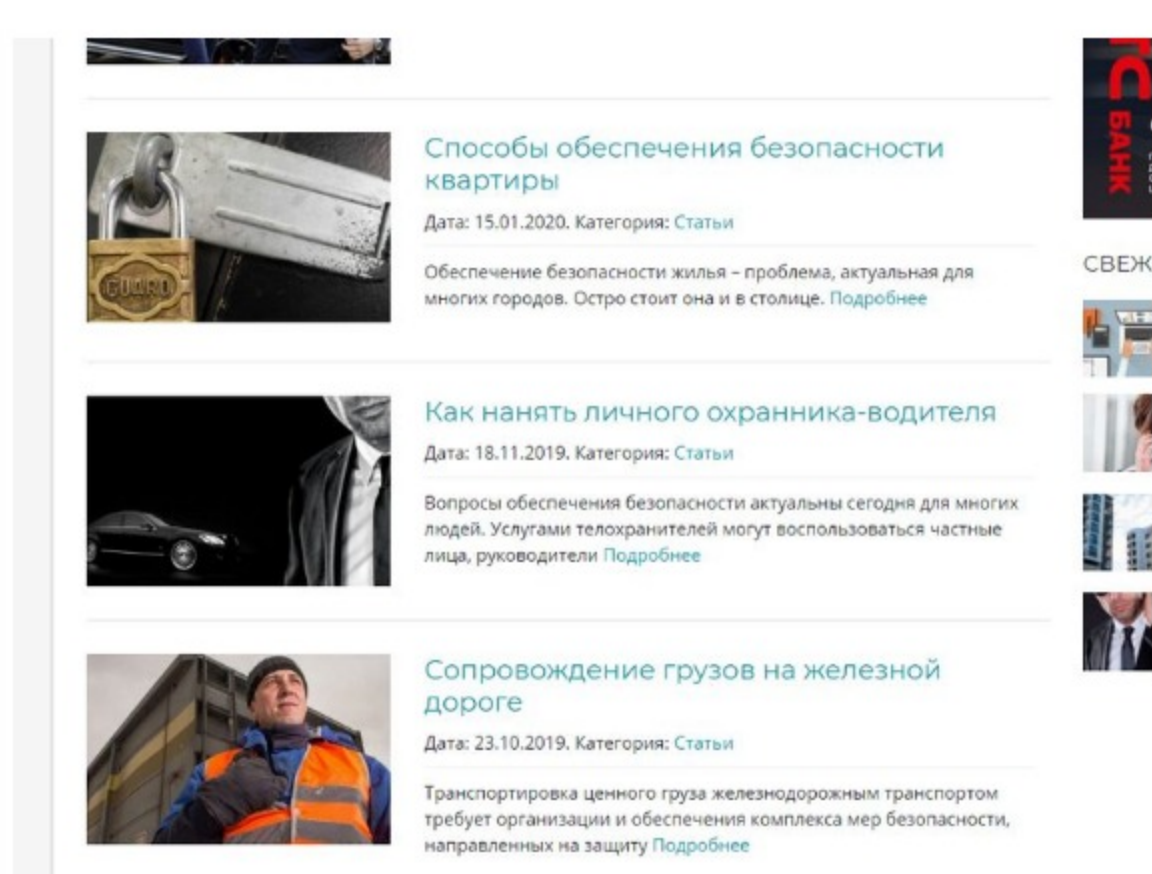 Способы обеспечения безопасности
квартиры
Дата: 15.01.2020. Категория: Статьи
Обеспечение безопасности жилья – проблема, актуальная для
многих городов. Остро стоит она и в столице. Подробнее
GUARD
Как нанять личного охранника-водителя
Дата: 18.11.2019. Категория: Статьи
Вопросы обеспечения безопасности актуальны сегодня для многих
людей. Услугами телохранителей могут воспользоваться частные
лица, руководители Подробнее
Сопровождение грузов на железной
дороге
Дата: 23.10.2019. Категория: Статьи
Транспортировка ценного груза железнодорожным транспортом
требует организации и обеспечения комплекса мер безопасности,
направленных на защиту Подробнее
БАНК
СВЕЖ